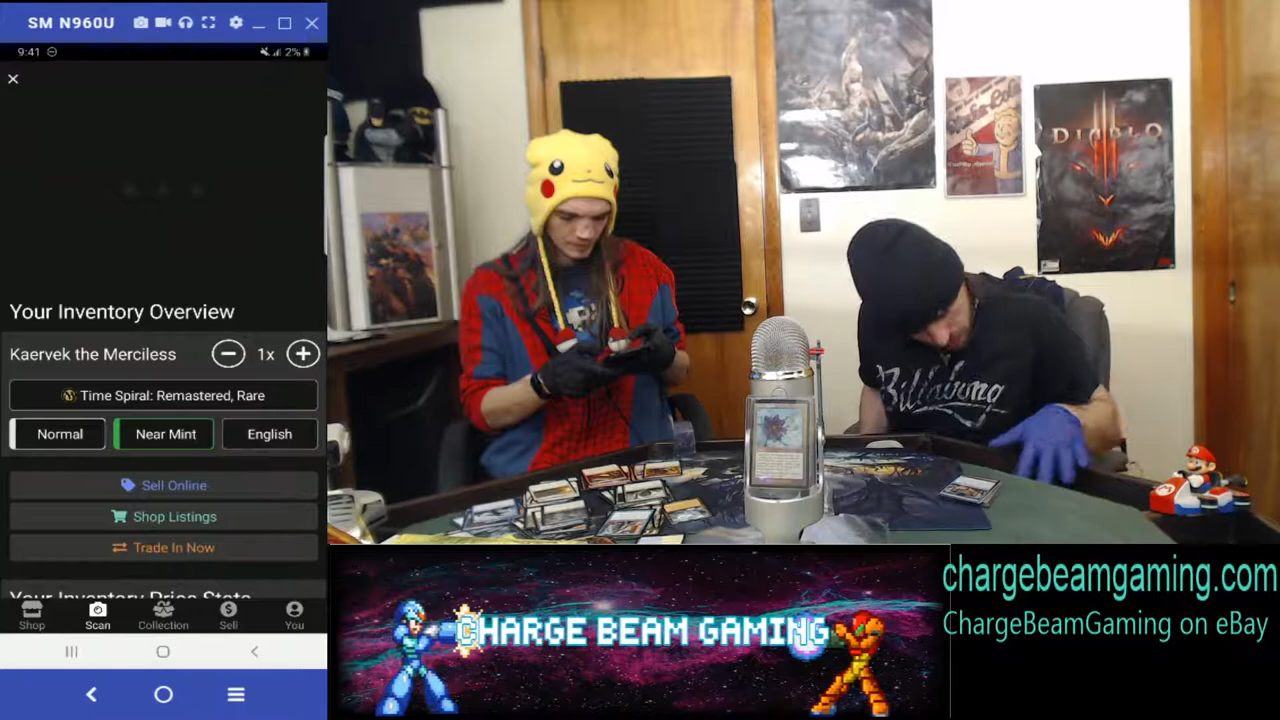 SM N960U
9:41
2%
Your Inventory Overview
Kaervek the Merciless
1x
Time Spiral: Remastered, Rare
Normal
Near Mint
English
Sell Online
Shop Listings
Trade In Now
Shop
Scan
Collection
Sell
You
DIABLO
Billabong
CHARGE BEAM GAMING
chargebeamgaming.com
ChargeBeamGaming on eBay